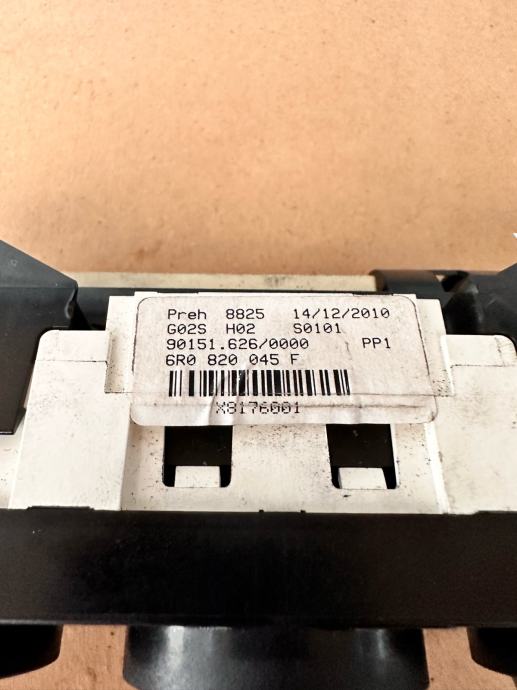 Preh 8825 14/12/2010
G02S H02 S0101
90151.626/0000 PP1
6R0 820 045 F
X8176001